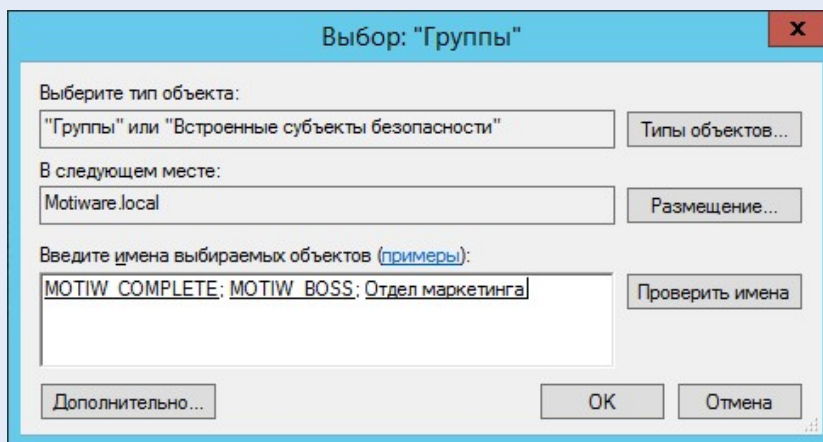 Выбор: "Группы"
x
Выберите тип объекта:
"Группы" или "Встроенные субъекты безопасности"
Типы объектов...
В следующем месте:
Motiware.local
Размещение...
Введите имена выбираемых объектов (примеры):
MOTIW_COMPLETE; MOTIW_BOSS; Отдел маркетинга
Проверить имена
Дополнительно...
OK
Отмена